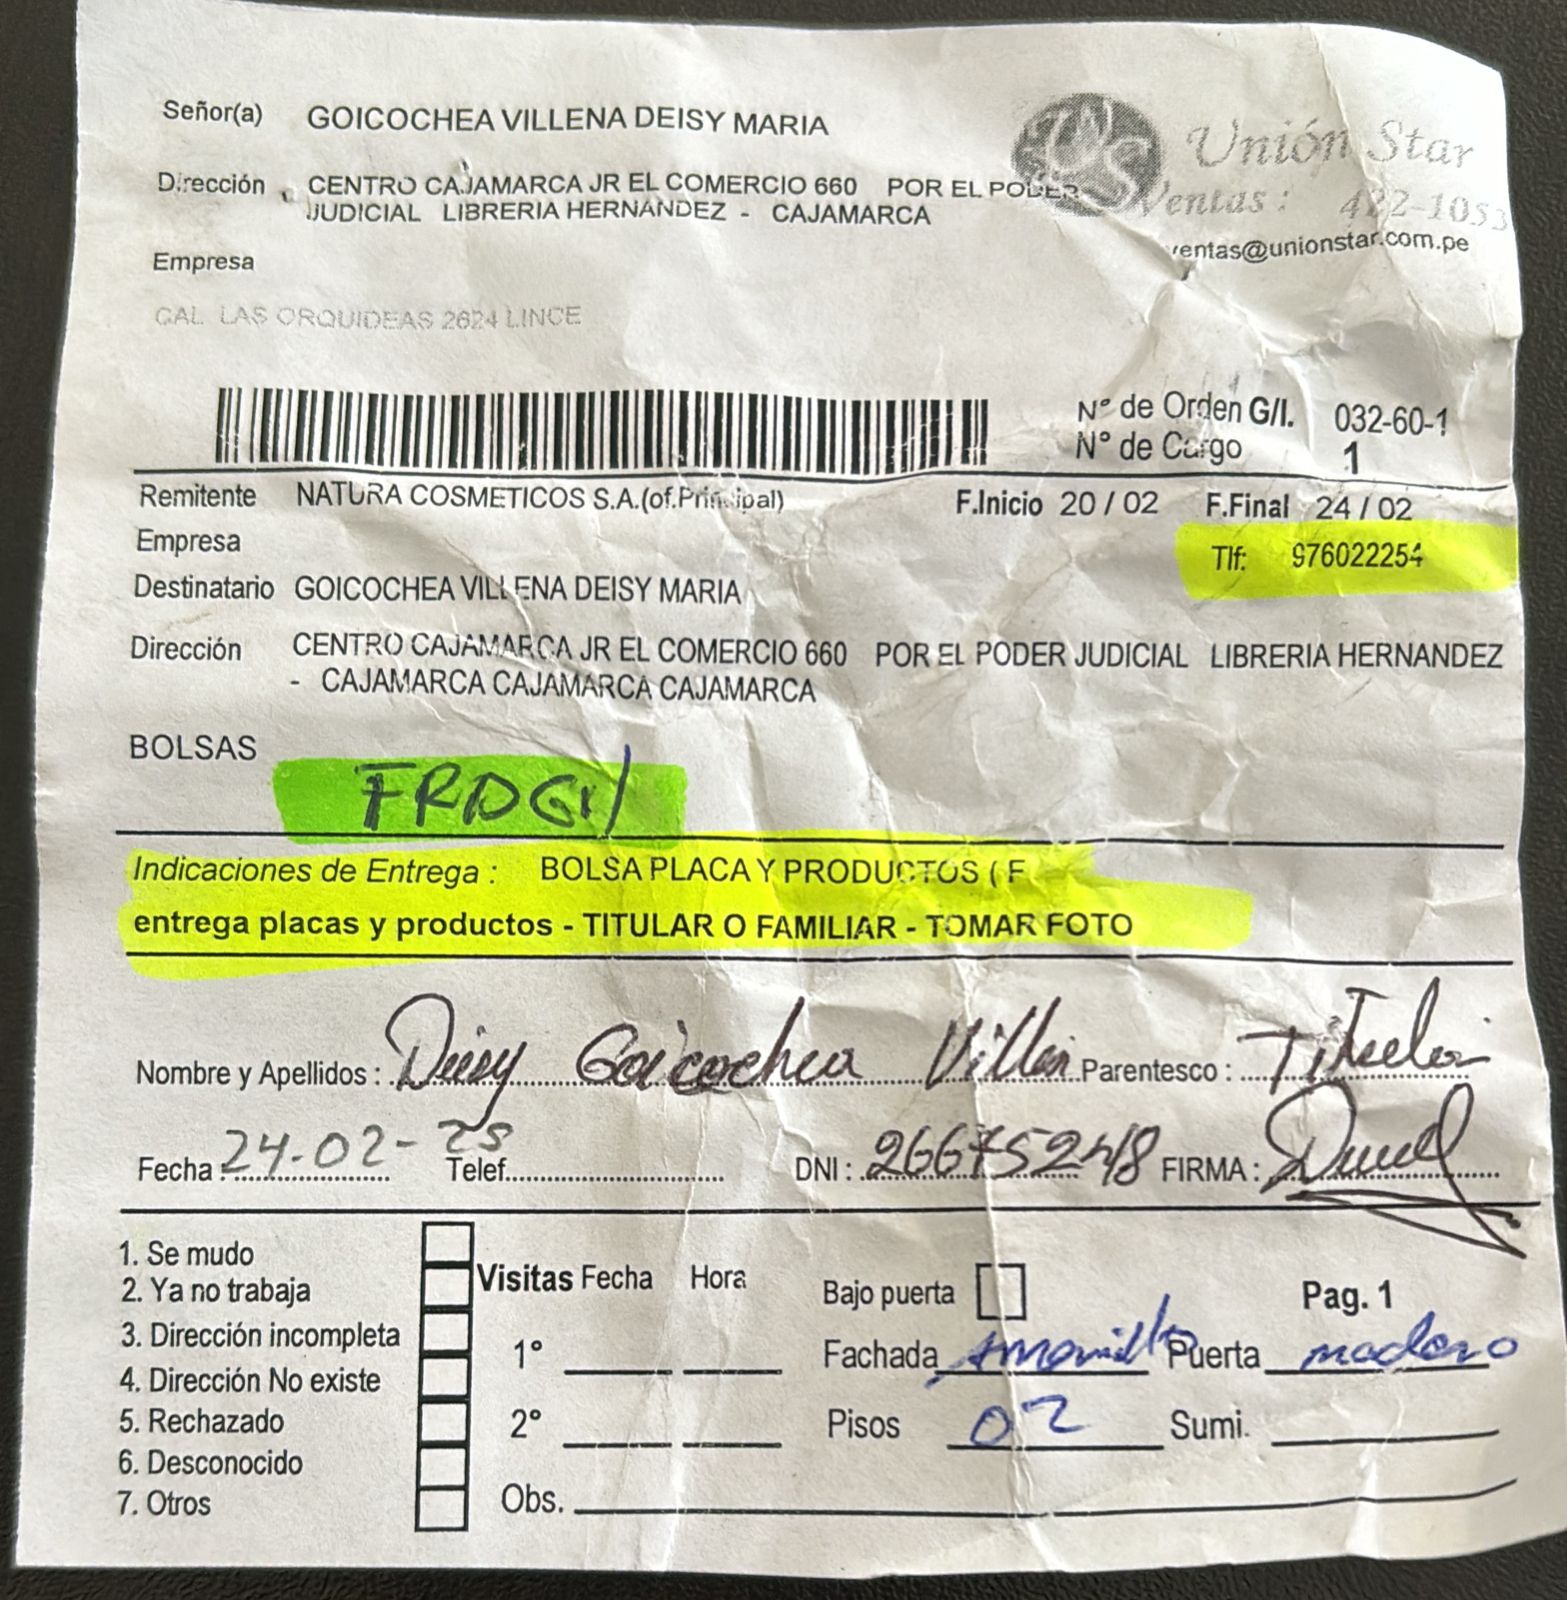 Señor(a) GOICOCHEA VILLENA DEISY MARIA
Unión Star
Dirección CENTRO CAJAMARCA JR EL COMERCIO 660 POR EL PODER
JUDICIAL LIBRERIA HERNANDEZ - CAJAMARCA
Ventas: 422-1053
ventas@unionstar.com.pe
Empresa
CAL LAS ORQUIDEAS 2624 LINCE
N° de Orden G/I. 032-60-1
N° de Cargo 1
Remitente NATURA COSMETICOS S.A.(of.Principal) F.Inicio 20 / 02 F.Final 24 / 02
Empresa Tlf: 976022254
Destinatario GOICOCHEA VILLENA DEISY MARIA
Dirección CENTRO CAJAMARCA JR EL COMERCIO 660 POR EL PODER JUDICIAL LIBRERIA HERNANDEZ
- CAJAMARCA CAJAMARCA CAJAMARCA
BOLSAS
Indicaciones de Entrega : BOLSA PLACA Y PRODUCTOS ( F
entrega placas y productos - TITULAR O FAMILIAR - TOMAR FOTO
Nombre y Apellidos : Deisy Goicochea Parentesco : Titular
Fecha : 24-02-25 Telef. DNI : 26675248 FIRMA :
1. Se mudo
2. Ya no trabaja
3. Dirección incompleta
4. Dirección No existe
5. Rechazado
6. Desconocido
7. Otros
Visitas Fecha Hora
1°
2°
Obs.
Bajo puerta Pag. 1
Fachada Puerta madera
Pisos 02 Sumi.